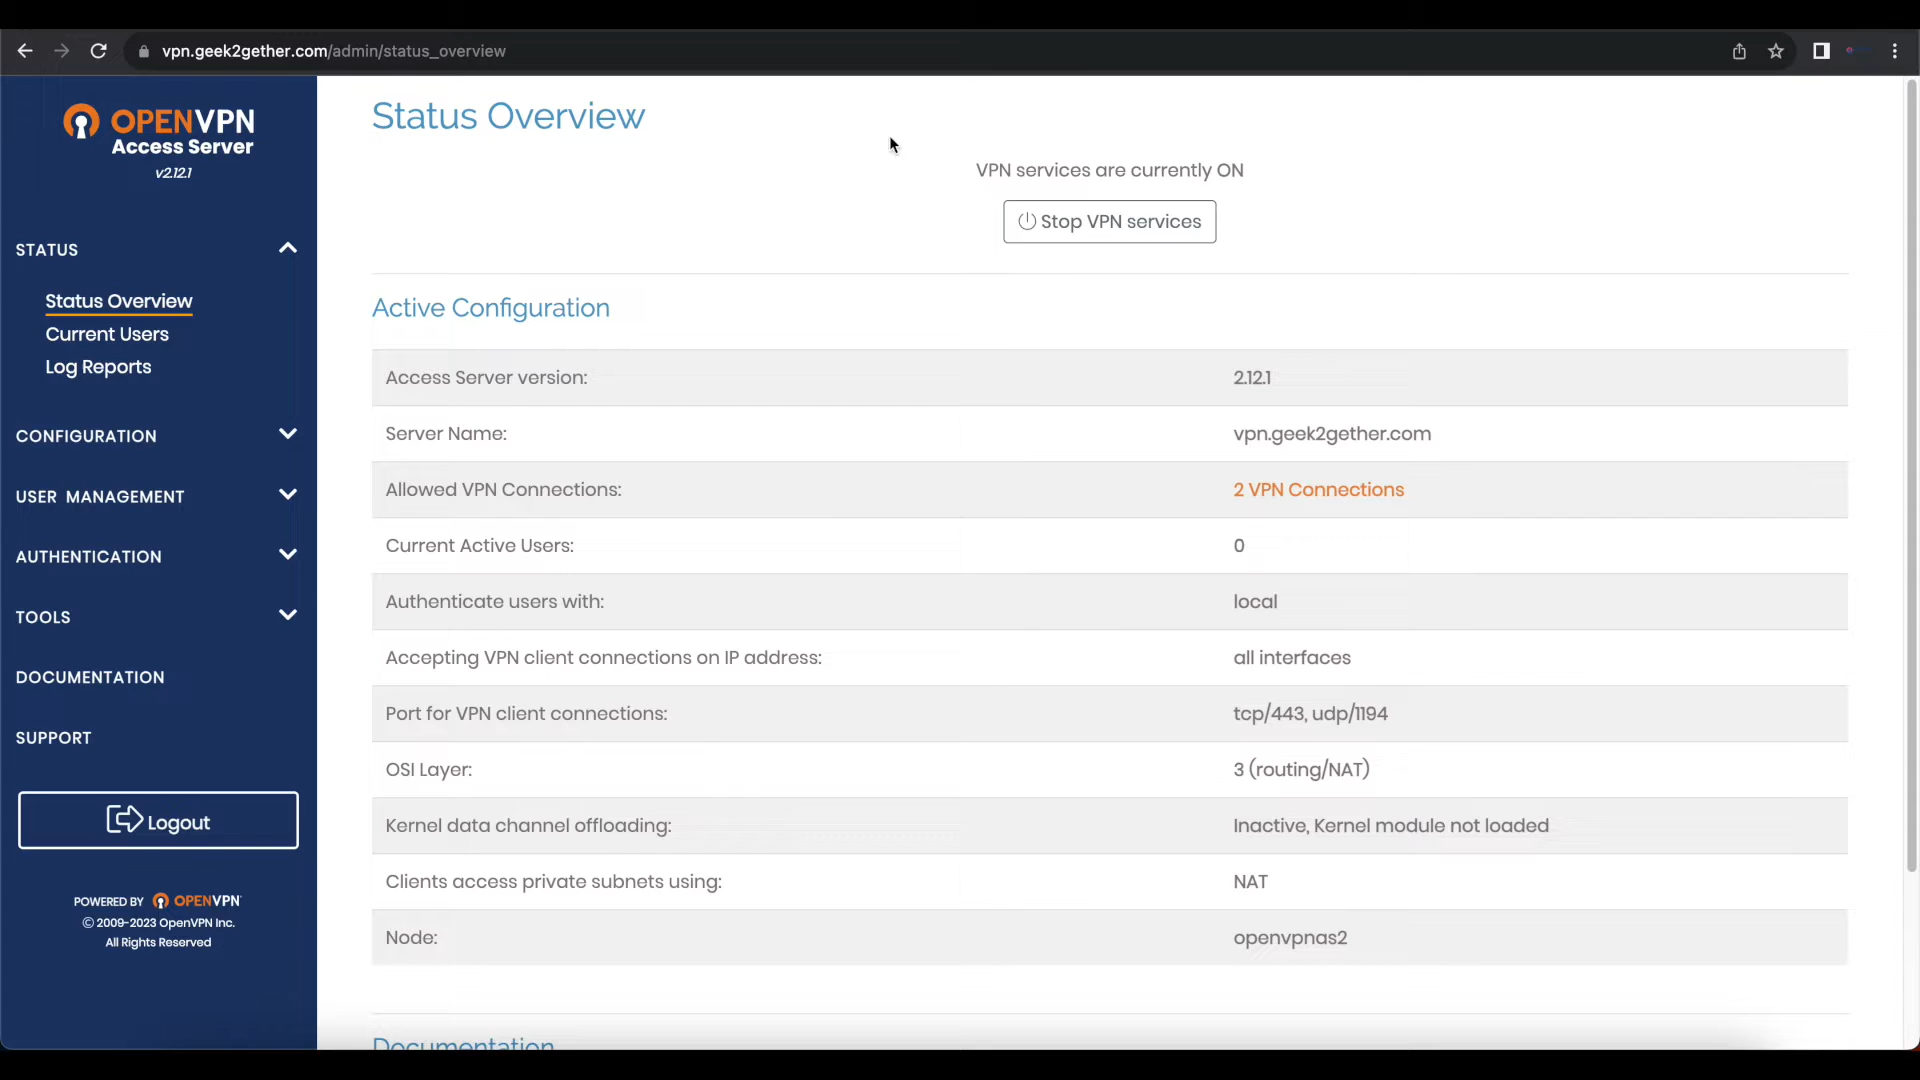 vpn.geek2gether.com/admin/status_overview
OPENVPN
Access Server
v2.12.1
STATUS
Status Overview
Current Users
Log Reports
CONFIGURATION
USER MANAGEMENT
AUTHENTICATION
TOOLS
DOCUMENTATION
SUPPORT
Logout
POWERED BY OPENVPN
© 2009-2023 OpenVPN Inc.
All Rights Reserved
Status Overview
VPN services are currently ON
Stop VPN services
Active Configuration
Access Server version: 2.12.1
Server Name: vpn.geek2gether.com
Allowed VPN Connections: 2 VPN Connections
Current Active Users: 0
Authenticate users with: local
Accepting VPN client connections on IP address: all interfaces
Port for VPN client connections: tcp/443, udp/1194
OSI Layer: 3 (routing/NAT)
Kernel data channel offloading: Inactive, Kernel module not loaded
Clients access private subnets using: NAT
Node: openvpnas2
Documentation